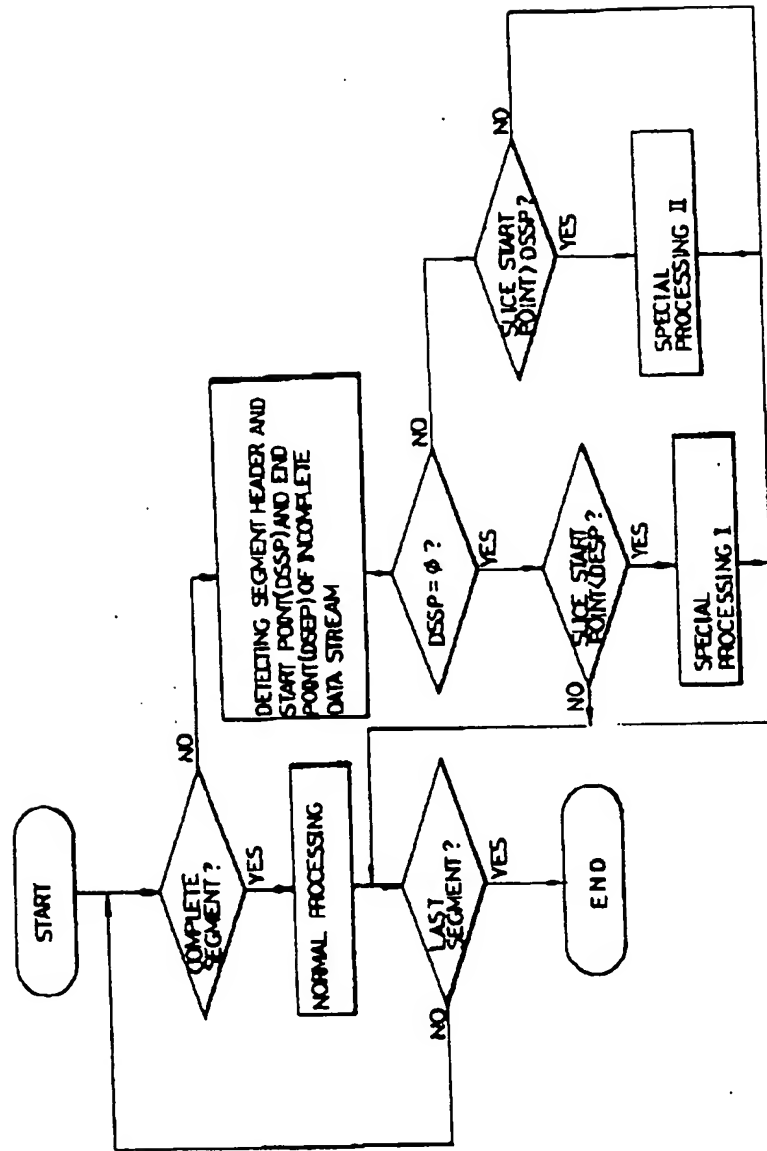 START
COMPLETE
SEGMENT?
NO
YES
NORMAL PROCESSING
LAST
SEGMENT?
NO
YES
END
DETECTING SEGMENT HEADER AND
START POINT(DSSP) AND END
POINT(DSEP) OF INCOMPLETE
DATA STREAM
DSSP=ø?
NO
YES
SLICE START
POINT<DESP?
NO
YES
SPECIAL
PROCESSING I
SLICE START
POINT>DSSP?
NO
YES
SPECIAL
PROCESSING II